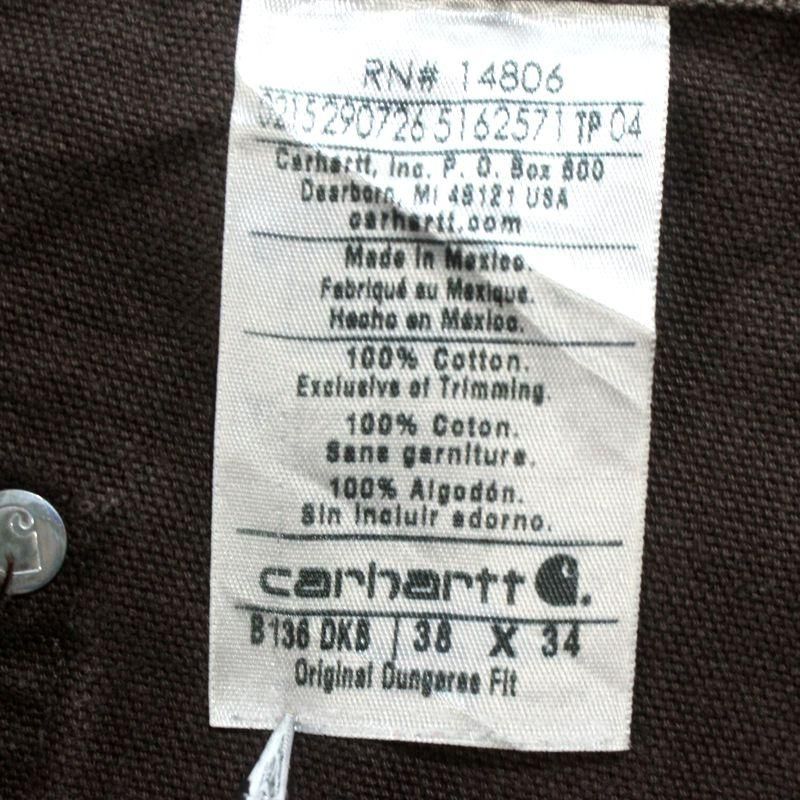 RN# 14806
0215290726 5162571 TP 04
Carhartt, Inc. P. O. Box 600
Dearborn, MI 48121 USA
carhartt.com
Made in Mexico.
Fabriqué au Mexique.
Hecho en México.
100% Cotton.
Exclusive of Trimming.
100% Coton.
Sans garniture.
100% Algodón.
Sin incluir adorno.
carhartt
B136 DKB 38 X 34
Original Dungaree Fit